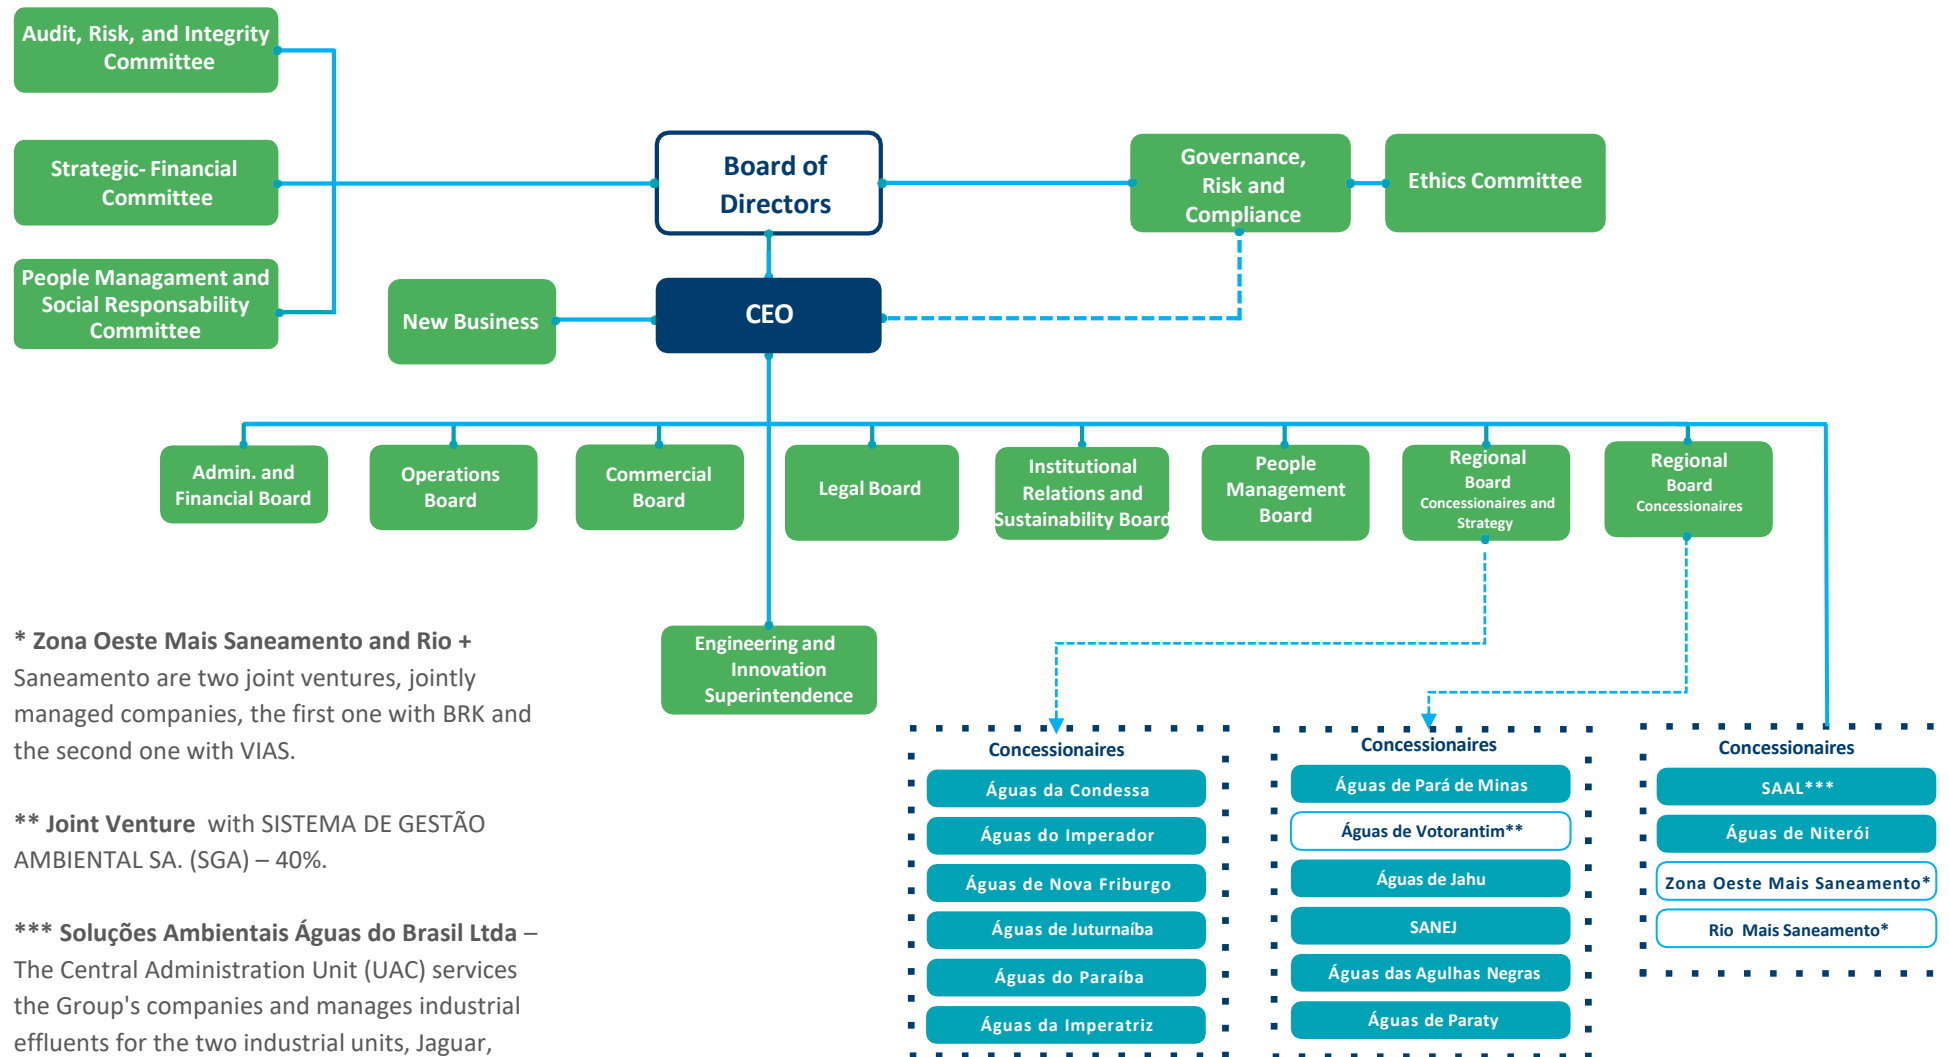 Audit, Risk, and Integrity
Committee
Strategic- Financial
Committee
People Managament and
Social Responsability
Committee
Board of
Directors
Governance,
Risk and
Compliance
Ethics Committee
New Business
CEO
Admin. and
Financial Board
Operations
Board
Commercial
Board
Legal Board
Institutional
Relations and
Sustainability Board
People
Management
Board
Regional
Board
Concessionaires and
Strategy
Regional
Board
Concessionaires
Engineering and
Innovation
Superintendence
* Zona Oeste Mais Saneamento and Rio +
Saneamento are two joint ventures, jointly
managed companies, the first one with BRK and
the second one with VIAS.
** Joint Venture with SISTEMA DE GESTÃO
AMBIENTAL SA. (SGA) – 40%.
*** Soluções Ambientais Águas do Brasil Ltda –
The Central Administration Unit (UAC) services
the Group's companies and manages industrial
effluents for the two industrial units, Jaguar,
Concessionaires
Águas da Condessa
Águas do Imperador
Águas de Nova Friburgo
Águas de Juturnaíba
Águas do Paraíba
Águas da Imperatriz
Concessionaires
Águas de Pará de Minas
Águas de Votorantim**
Águas de Jahu
SANEJ
Águas das Agulhas Negras
Águas de Paraty
Concessionaires
SAAL***
Águas de Niterói
Zona Oeste Mais Saneamento*
Rio Mais Saneamento*